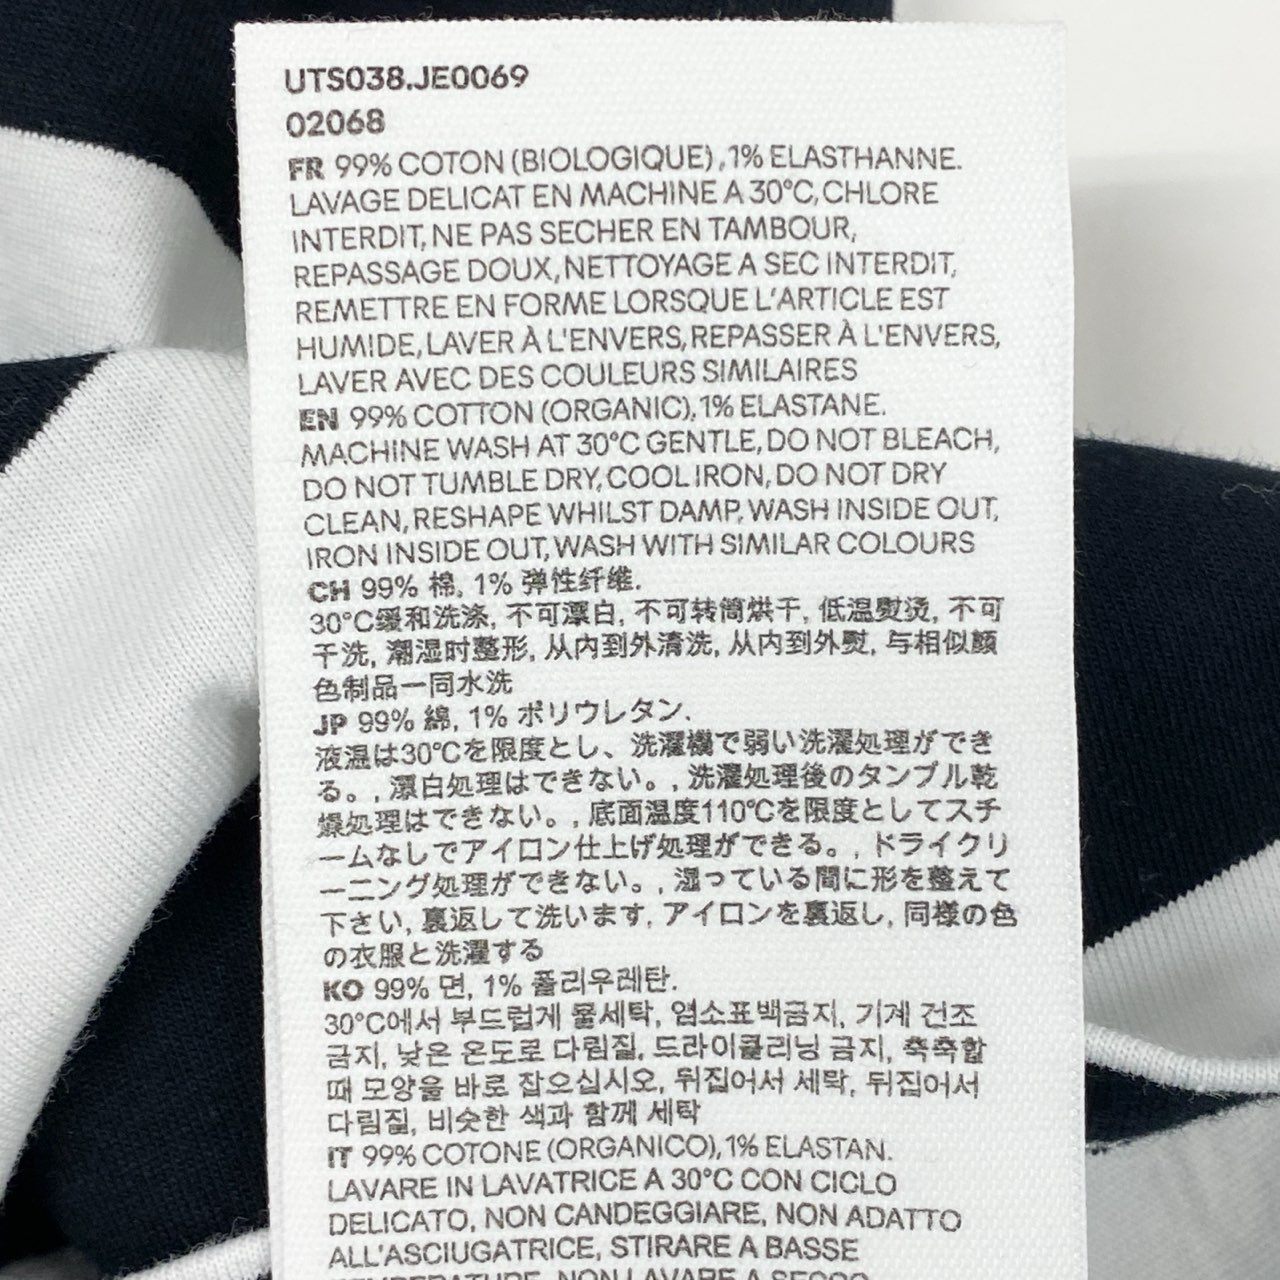 UTS038.JE0069
02068
FR 99% COTON (BIOLOGIQUE), 1% ELASTHANNE.
LAVAGE DELICAT EN MACHINE A 30°C, CHLORE
INTERDIT, NE PAS SECHER EN TAMBOUR,
REPASSAGE DOUX, NETTOYAGE A SEC INTERDIT,
REMETTRE EN FORME LORSQUE L'ARTICLE EST
HUMIDE, LAVER À L'ENVERS, REPASSER À L'ENVERS,
LAVER AVEC DES COULEURS SIMILAIRES
EN 99% COTTON (ORGANIC), 1% ELASTANE.
MACHINE WASH AT 30°C GENTLE, DO NOT BLEACH,
DO NOT TUMBLE DRY, COOL IRON, DO NOT DRY
CLEAN, RESHAPE WHILST DAMP, WASH INSIDE OUT,
IRON INSIDE OUT, WASH WITH SIMILAR COLOURS
CH 99% 棉, 1% 弹性纤维.
30°C缓和洗涤, 不可漂白, 不可转筒烘干, 低温熨烫, 不可
干洗, 潮湿时整形, 从内到外清洗, 从内到外熨, 与相似颜
色制品一同水洗
JP 99% 綿, 1% ポリウレタン.
液温は30℃を限度とし、洗濯機で弱い洗濯処理ができ
る。, 漂白処理はできない。, 洗濯処理後のタンブル乾
燥処理はできない。, 底面温度110℃を限度としてスチ
ームなしでアイロン仕上げ処理ができる。, ドライクリ
ーニング処理ができない。, 湿っている間に形を整えて
下さい, 裏返して洗います, アイロンを裏返し, 同様の色
の衣服と洗濯する
KO 99% 면, 1% 폴리우레탄.
30°C에서 부드럽게 물세탁, 염소표백금지, 기계 건조
금지, 낮은 온도로 다림질, 드라이클리닝 금지, 축축할
때 모양을 바로 잡으십시오, 뒤집어서 세탁, 뒤집어서
다림질, 비슷한 색과 함께 세탁
IT 99% COTONE (ORGANICO), 1% ELASTAN.
LAVARE IN LAVATRICE A 30°C CON CICLO
DELICATO, NON CANDEGGIARE, NON ADATTO
ALL'ASCIUGATRICE, STIRARE A BASSE
TEMPERATURE, NON LAVARE A SECCO